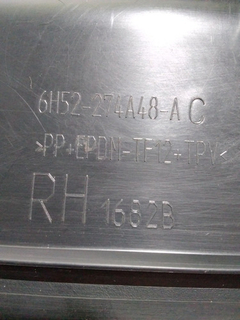 6H52-274A48-A C
>PP+EPDM-TF12-TPV<
RH 1682B